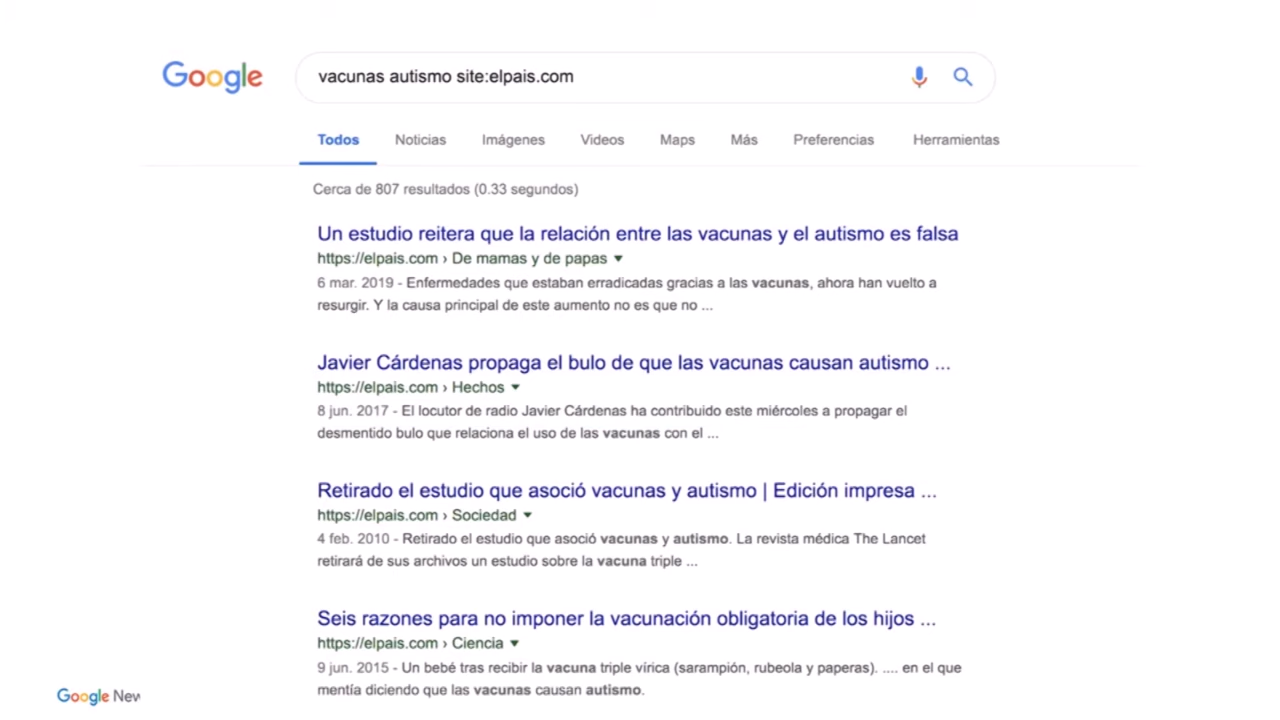 Google
vacunas autismo site:elpais.com
Todos Noticias Imágenes Videos Maps Más Preferencias Herramientas
Cerca de 807 resultados (0.33 segundos)
Un estudio reitera que la relación entre las vacunas y el autismo es falsa
https://elpais.com › De mamas y de papas
6 mar. 2019 - Enfermedades que estaban erradicadas gracias a las vacunas, ahora han vuelto a
resurgir. Y la causa principal de este aumento no es que no ...
Javier Cárdenas propaga el bulo de que las vacunas causan autismo ...
https://elpais.com › Hechos
8 jun. 2017 - El locutor de radio Javier Cárdenas ha contribuido este miércoles a propagar el
desmentido bulo que relaciona el uso de las vacunas con el ...
Retirado el estudio que asoció vacunas y autismo | Edición impresa ...
https://elpais.com › Sociedad
4 feb. 2010 - Retirado el estudio que asoció vacunas y autismo. La revista médica The Lancet
retirará de sus archivos un estudio sobre la vacuna triple ...
Seis razones para no imponer la vacunación obligatoria de los hijos ...
https://elpais.com › Ciencia
9 jun. 2015 - Un bebé tras recibir la vacuna triple vírica (sarampión, rubeola y paperas). .... en el que
mentía diciendo que las vacunas causan autismo.
Google New